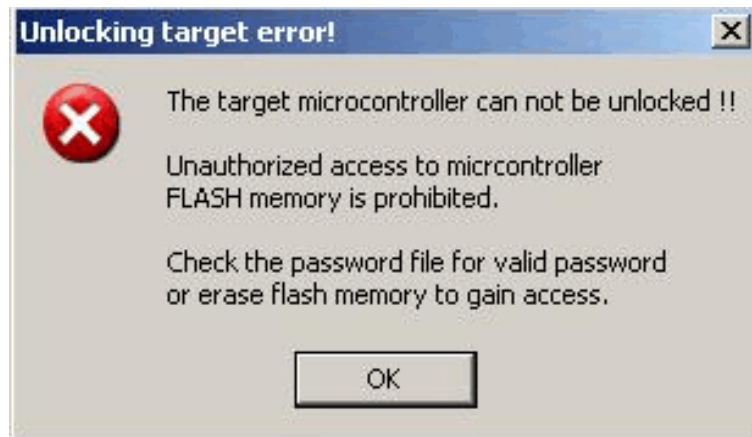 Unlocking target error!
The target microcontroller can not be unlocked !!
Unauthorized access to micrcontroller
FLASH memory is prohibited.
Check the password file for valid password
or erase flash memory to gain access.
OK